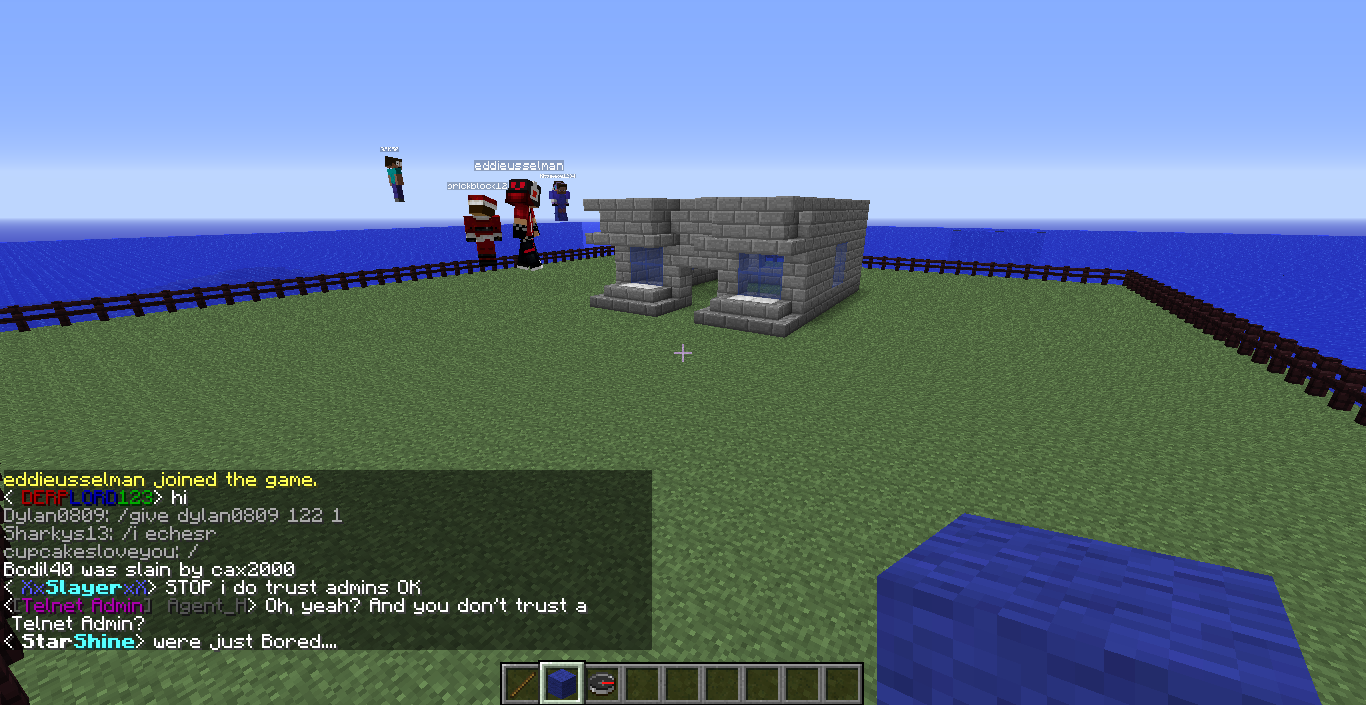 eddieusselman
brickblock12
eddieusselman joined the game.
< DERPLORD123> hi
Dylan0809: /give dylan0809 122 1
Sharkys13: /i echesr
cupcakesloveyou: /
Bodil40 was slain by cax2000
< XxSlayerxX> STOP i do trust admins OK
<[Telnet Admin] Agent_A> Oh, yeah? And you don't trust a
Telnet Admin?
< StarShine> were just Bored....